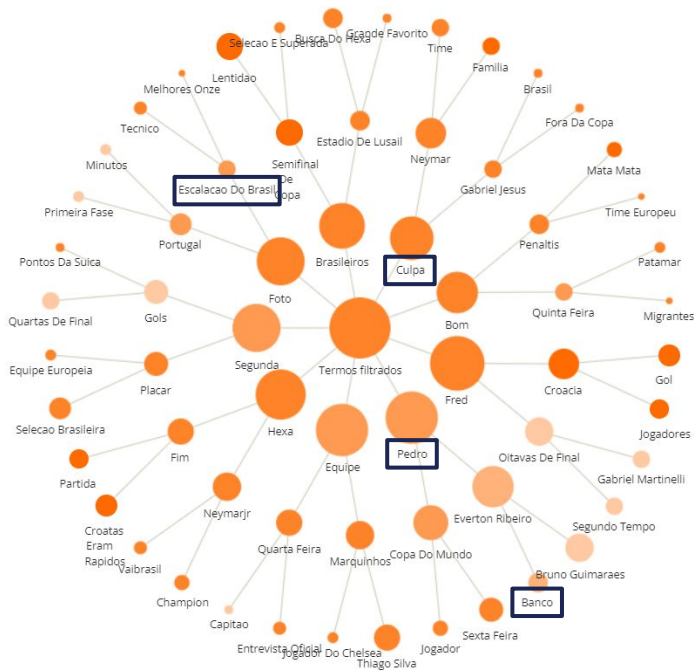 Busca Do Hexa
Grande Favorito
Selecao E Superada
Time
Familia
Lentidao
Melhores Onze
Brasil
Tecnico
Fora Da Copa
Estadio De Lusail
Neymar
Minutos
Semifinal
De
Copa
Mata Mata
Escalacao Do Brasil
Gabriel Jesus
Primeira Fase
Time Europeu
Portugal
Penaltis
Pontos Da Suica
Brasileiros
Culpa
Patamar
Foto
Gols
Quinta Feira
Quartas De Final
Bom
Migrantes
Segunda
Termos filtrados
Equipe Europeia
Placar
Fred
Croacia
Gol
Selecao Brasileira
Hexa
Jogadores
Fim
Equipe
Pedro
Oitavas De Final
Partida
Gabriel Martinelli
Neymarjr
Everton Ribeiro
Segundo Tempo
Croatas
Eram
Rapidos
Quarta Feira
Marquinhos
Copa Do Mundo
Vaibrasil
Bruno Guimaraes
Champion
Banco
Capitao
Sexta Feira
Entrevista Oficial
Jogador Do Chelsea
Thiago Silva
Jogador